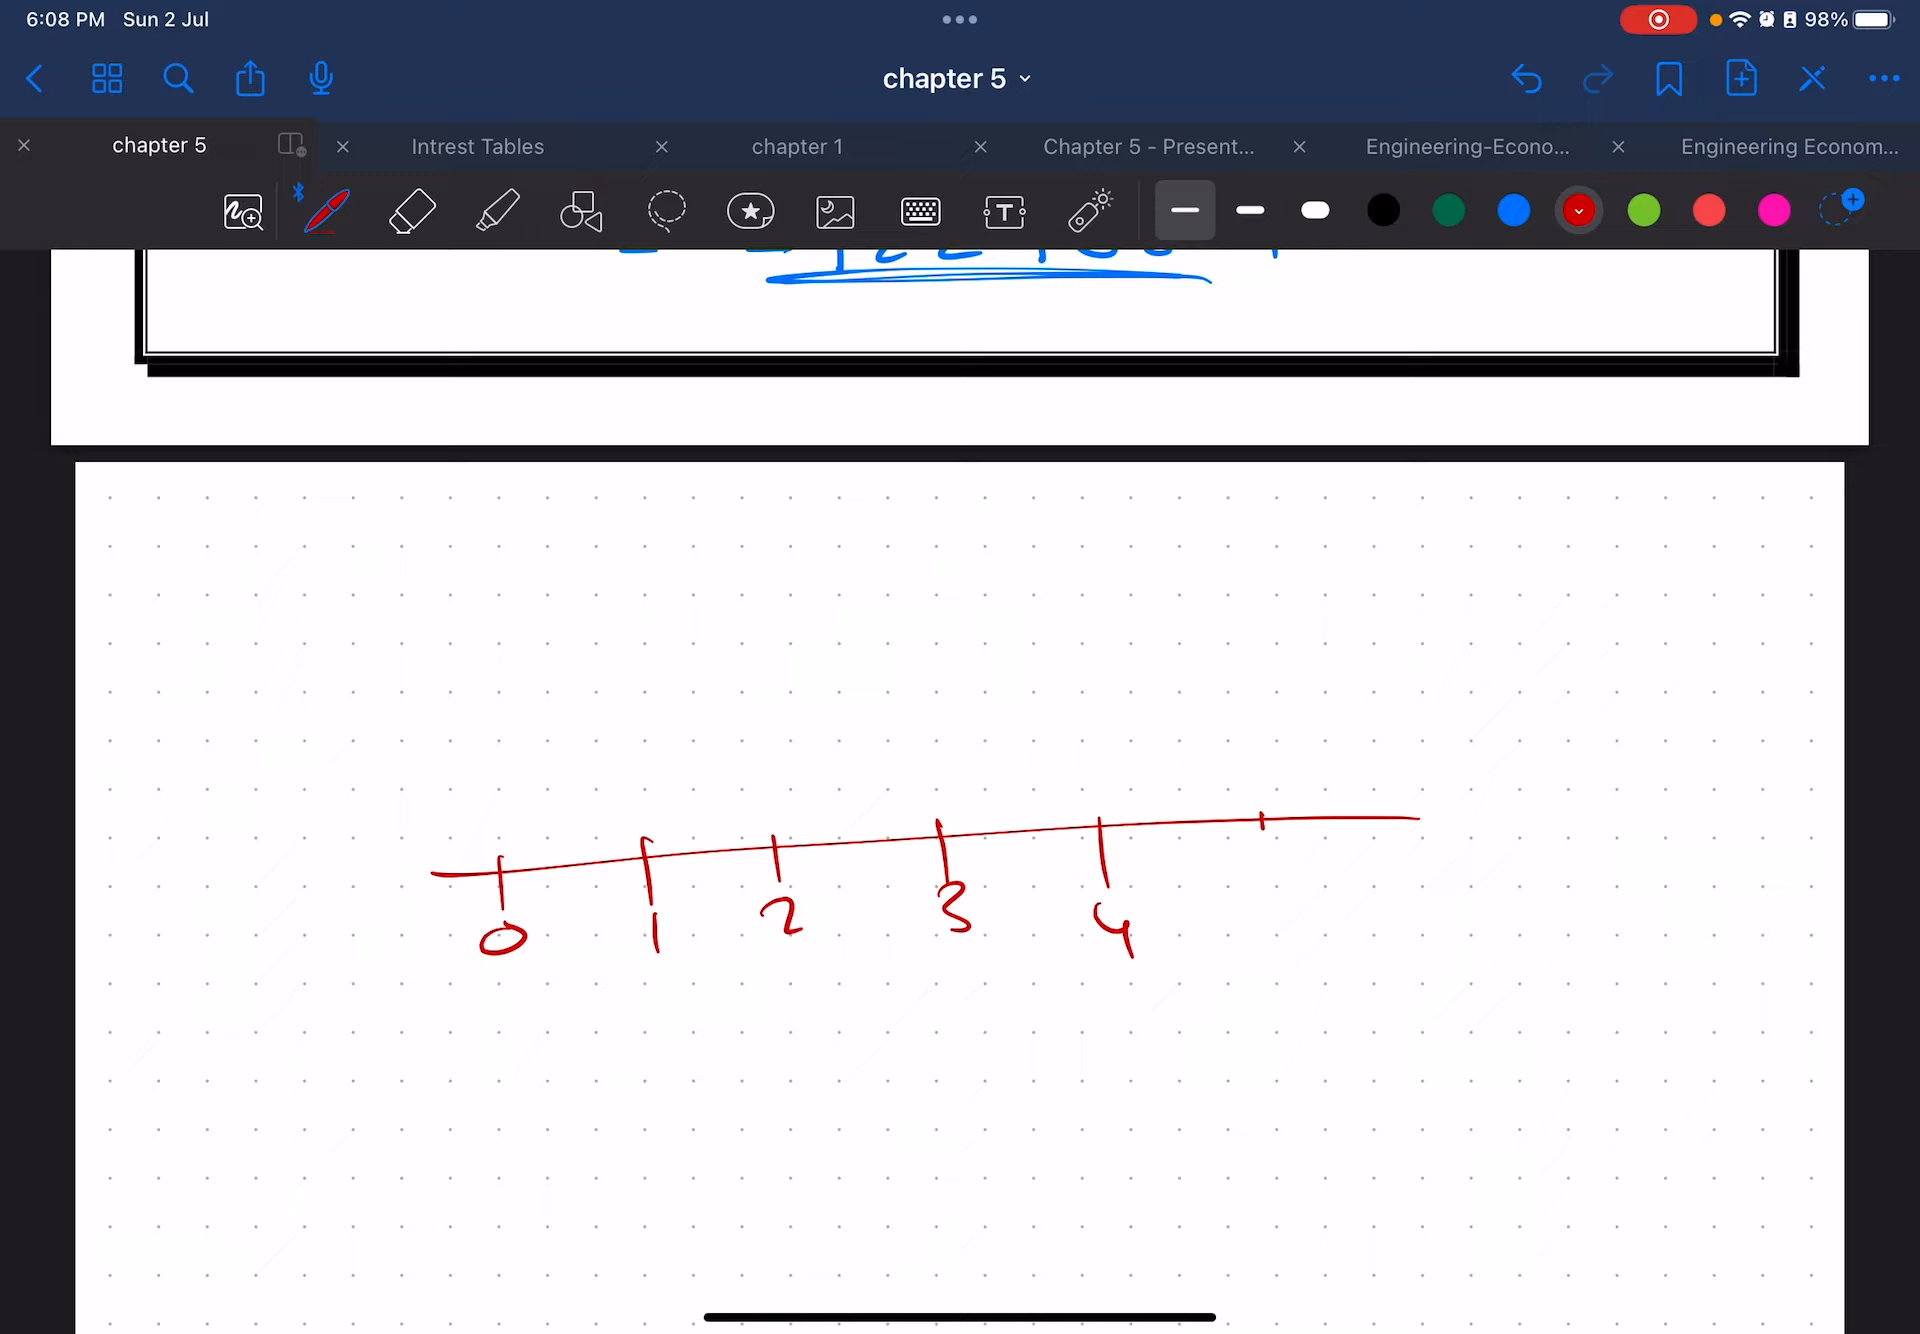 6:08 PM Sun 2 Jul
98%
chapter 5
chapter 5
Intrest Tables
chapter 1
Chapter 5 - Present...
Engineering-Econo...
Engineering Econom...
T
0 1 2 3 4